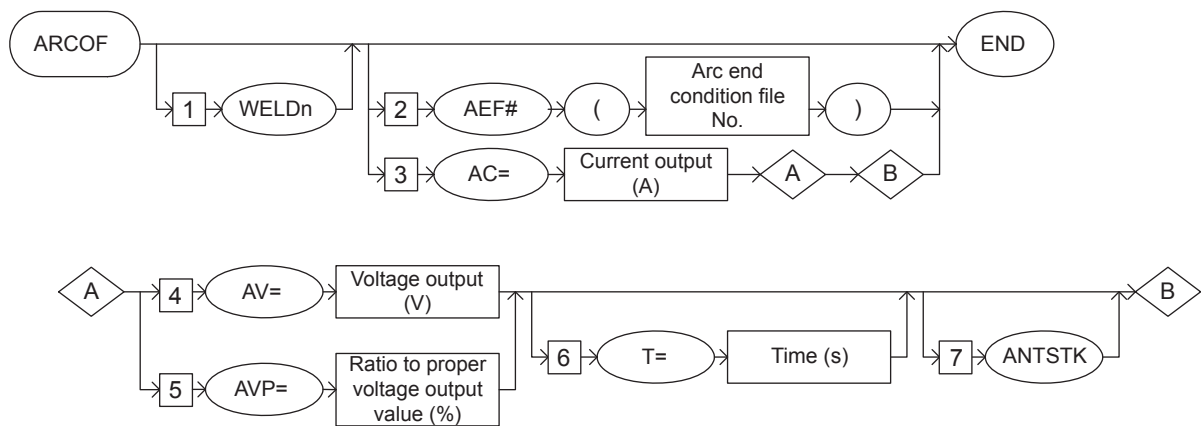 ARCOF
END
1 WELDn
2 AEF# ( Arc end
condition file
No. )
3 AC= Current output
(A) A B
A 4 AV= Voltage output
(V) B
6 T= Time (s) 7 ANTSTK
5 AVP= Ratio to proper
voltage output
value (%)